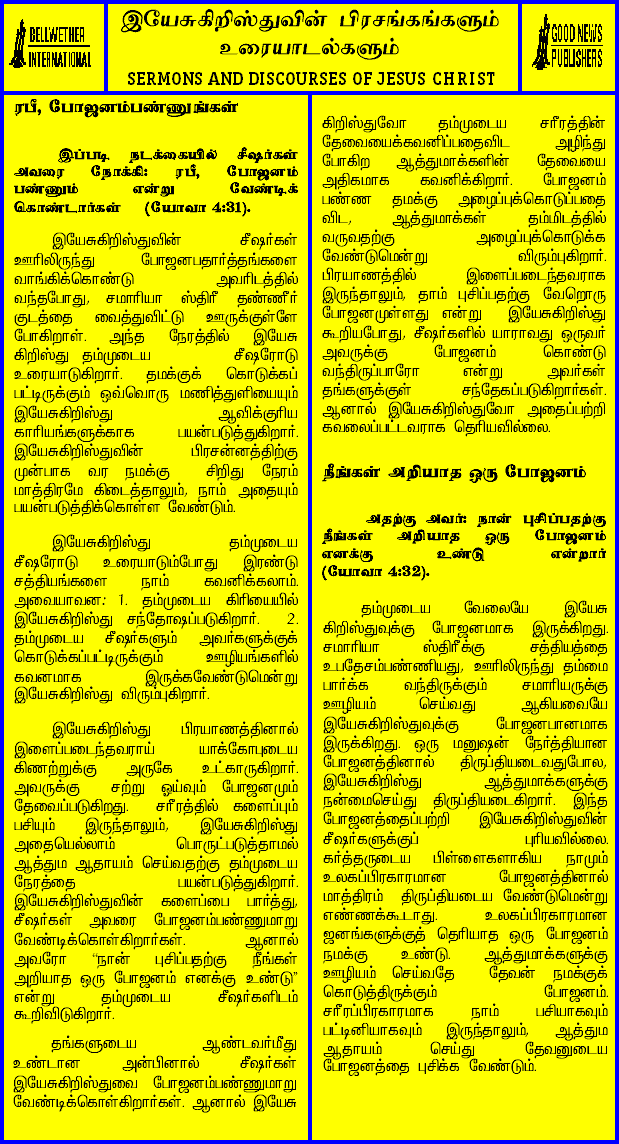 BELLWETHER
INTERNATIONAL
இயேசுகிறிஸ்துவின் பிரசங்கங்களும்
உரையாடல்களும்
SERMONS AND DISCOURSES OF JESUS CHRIST
GOOD NEWS
PUBLISHERS
ரபீ, போஜனம்பண்ணுங்கள்
இப்படி நடக்கையில் சீஷர்கள்
அவரை நோக்கி: ரபீ, போஜனம்
பண்ணும் என்று வேண்டிக்
கொண்டார்கள் (யோவா 4:31).
இயேசுகிறிஸ்துவின் சீஷர்கள்
ஊரிலிருந்து போஜனபதார்த்தங்களை
வாங்கிக்கொண்டு அவரிடத்தில்
வந்தபோது, சமாரியா ஸ்திரீ தண்ணீர்
குடத்தை வைத்துவிட்டு ஊருக்குள்ளே
போகிறாள். அந்த நேரத்தில் இயேசு
கிறிஸ்து தம்முடைய சீஷரோடு
உரையாடுகிறார். தமக்குக் கொடுக்கப்
பட்டிருக்கும் ஒவ்வொரு மணித்துளியையும்
இயேசுகிறிஸ்து ஆவிக்குரிய
காரியங்களுக்காக பயன்படுத்துகிறார்.
இயேசுகிறிஸ்துவின் பிரசன்னத்திற்கு
முன்பாக வர நமக்கு சிறிது நேரம்
மாத்திரமே கிடைத்தாலும், நாம் அதையும்
பயன்படுத்திக்கொள்ள வேண்டும்.
இயேசுகிறிஸ்து தம்முடைய
சீஷரோடு உரையாடும்போது இரண்டு
சத்தியங்களை நாம் கவனிக்கலாம்.
அவையாவன: 1. தம்முடைய கிரியையில்
இயேசுகிறிஸ்து சந்தோஷப்படுகிறார். 2.
தம்முடைய சீஷர்களும் அவர்களுக்குக்
கொடுக்கப்பட்டிருக்கும் ஊழியங்களில்
கவனமாக இருக்கவேண்டுமென்று
இயேசுகிறிஸ்து விரும்புகிறார்.
இயேசுகிறிஸ்து பிரயாணத்தினால்
இளைப்படைந்தவராய் யாக்கோபுடைய
கிணற்றுக்கு அருகே உட்காருகிறார்.
அவருக்கு சற்று ஓய்வும் போஜனமும்
தேவைப்படுகிறது. சரீரத்தில் களைப்பும்
பசியும் இருந்தாலும், இயேசுகிறிஸ்து
அதையெல்லாம் பொருட்படுத்தாமல்
ஆத்தும ஆதாயம் செய்வதற்கு தம்முடைய
நேரத்தை பயன்படுத்துகிறார்.
இயேசுகிறிஸ்துவின் களைப்பை பார்த்து,
சீஷர்கள் அவரை போஜனம்பண்ணுமாறு
வேண்டிக்கொள்கிறார்கள். ஆனால்
அவரோ “நான் புசிப்பதற்கு நீங்கள்
அறியாத ஒரு போஜனம் எனக்கு உண்டு”
என்று தம்முடைய சீஷர்களிடம்
கூறிவிடுகிறார்.
தங்களுடைய ஆண்டவர்மீது
உண்டான அன்பினால் சீஷர்கள்
இயேசுகிறிஸ்துவை போஜனம்பண்ணுமாறு
வேண்டிக்கொள்கிறார்கள். ஆனால் இயேசு
கிறிஸ்துவோ தம்முடைய சரீரத்தின்
தேவையைக்கவனிப்பதைவிட அழிந்து
போகிற ஆத்துமாக்களின் தேவையை
அதிகமாக கவனிக்கிறார். போஜனம்
பண்ண தமக்கு அழைப்புக்கொடுப்பதை
விட, ஆத்துமாக்கள் தம்மிடத்தில்
வருவதற்கு அழைப்புக்கொடுக்க
வேண்டுமென்று விரும்புகிறார்.
பிரயாணத்தில் இளைப்படைந்தவராக
இருந்தாலும், தாம் புசிப்பதற்கு வேறொரு
போஜனமுள்ளது என்று இயேசுகிறிஸ்து
கூறியபோது, சீஷர்களில் யாராவது ஒருவர்
அவருக்கு போஜனம் கொண்டு
வந்திருப்பாரோ என்று அவர்கள்
தங்களுக்குள் சந்தேகப்படுகிறார்கள்.
ஆனால் இயேசுகிறிஸ்துவோ அதைப்பற்றி
கவலைப்பட்டவராக தெரியவில்லை.
நீங்கள் அறியாத ஒரு போஜனம்
அதற்கு அவர்: நான் புசிப்பதற்கு
நீங்கள் அறியாத ஒரு போஜனம்
எனக்கு உண்டு என்றார்
(யோவா 4:32).
தம்முடைய வேலையே இயேசு
கிறிஸ்துவுக்கு போஜனமாக இருக்கிறது.
சமாரியா ஸ்திரீக்கு சத்தியத்தை
உபதேசம்பண்ணியது, ஊரிலிருந்து தம்மை
பார்க்க வந்திருக்கும் சமாரியருக்கு
ஊழியம் செய்வது ஆகியவையே
இயேசுகிறிஸ்துவுக்கு போஜனபானமாக
இருக்கிறது. ஒரு மனுஷன் நேர்த்தியான
போஜனத்தினால் திருப்தியடைவதுபோல,
இயேசுகிறிஸ்து ஆத்துமாக்களுக்கு
நன்மைசெய்து திருப்தியடைகிறார். இந்த
போஜனத்தைப்பற்றி இயேசுகிறிஸ்துவின்
சீஷர்களுக்குப் புரியவில்லை.
கர்த்தருடைய பிள்ளைகளாகிய நாமும்
உலகப்பிரகாரமான போஜனத்தினால்
மாத்திரம் திருப்தியடைய வேண்டுமென்று
எண்ணக்கூடாது. உலகப்பிரகாரமான
ஜனங்களுக்குத் தெரியாத ஒரு போஜனம்
நமக்கு உண்டு. ஆத்துமாக்களுக்கு
ஊழியம் செய்வதே தேவன் நமக்குக்
கொடுத்திருக்கும் போஜனம்.
சரீரப்பிரகாரமாக நாம் பசியாகவும்
பட்டினியாகவும் இருந்தாலும், ஆத்தும
ஆதாயம் செய்து தேவனுடைய
போஜனத்தை புசிக்க வேண்டும்.